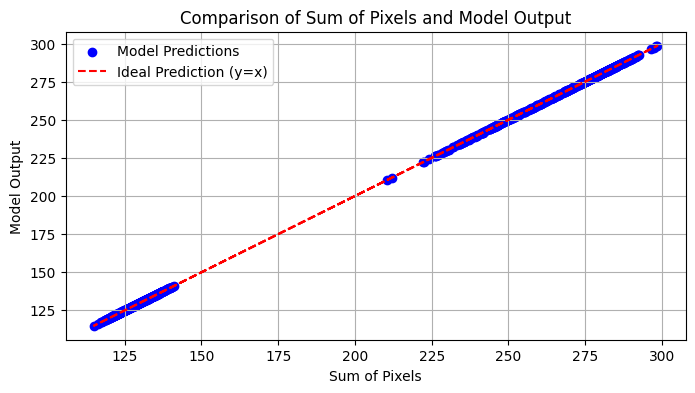 Comparison of Sum of Pixels and Model Output
Model Predictions
Ideal Prediction (y=x)
Model Output
300
275
250
225
200
175
150
125
125 150 175 200 225 250 275 300
Sum of Pixels